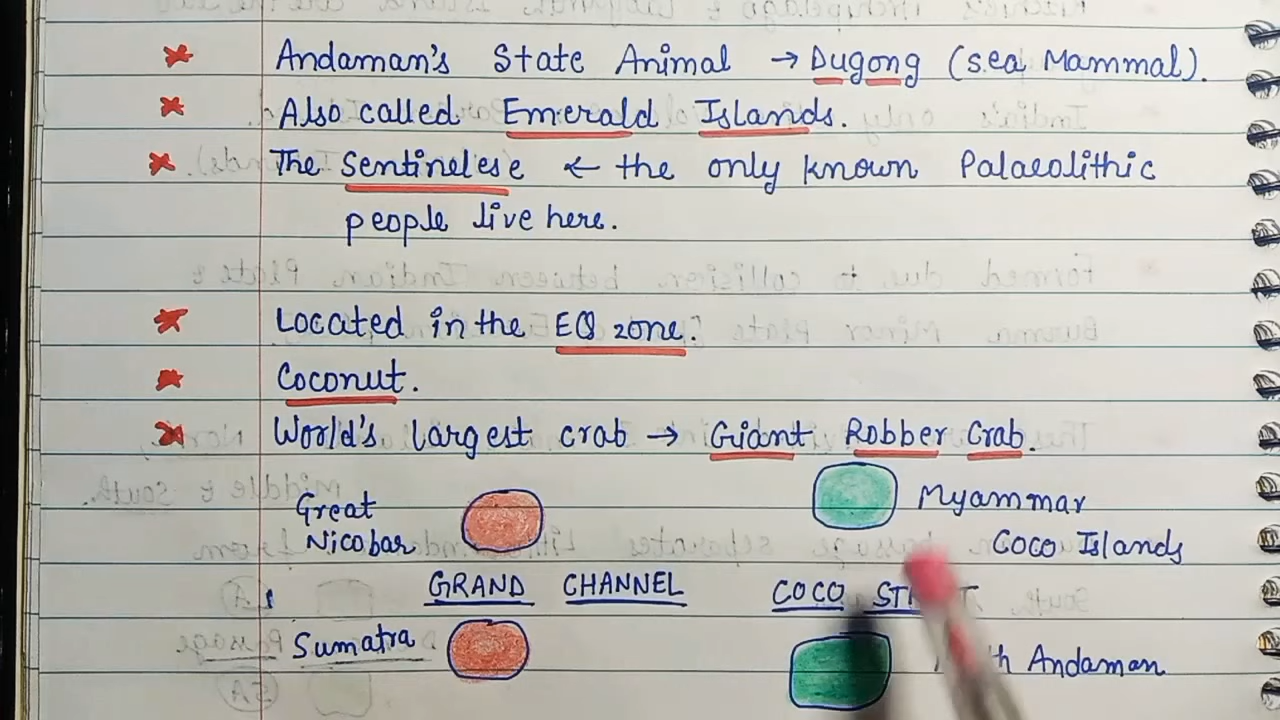 Andaman's State Animal → Dugong (sea Mammal).
Also called Emerald Islands.
The Sentinelese ← the only known Palaeolithic
people live here.
Located in the EQ zone.
Coconut.
World's largest crab → Giant Robber Crab.
Great
Nicobar
Myammar
Coco Islands
GRAND CHANNEL
COCO
Sumatra
Andaman